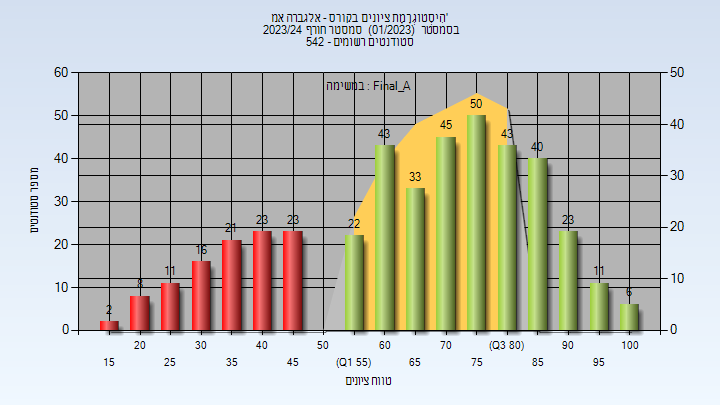 היסטוגרמת ציונים בקורס - אלגברה אמ'
בסמסטר (01/2023) סמסטר חורף 2023/24
סטודנטים רשומים - 542
במשימה : Final_A
מספר סטודנטים
60 50 40 30 20 10 0
50 40 30 20 10 0
2 8 11 16 21 23 23 22 43 33 45 50 43 40 23 11 6
20 30 40 50 60 70 (Q3 80) 90 100
15 25 35 45 (Q1 55) 65 75 85 95
טווח ציונים